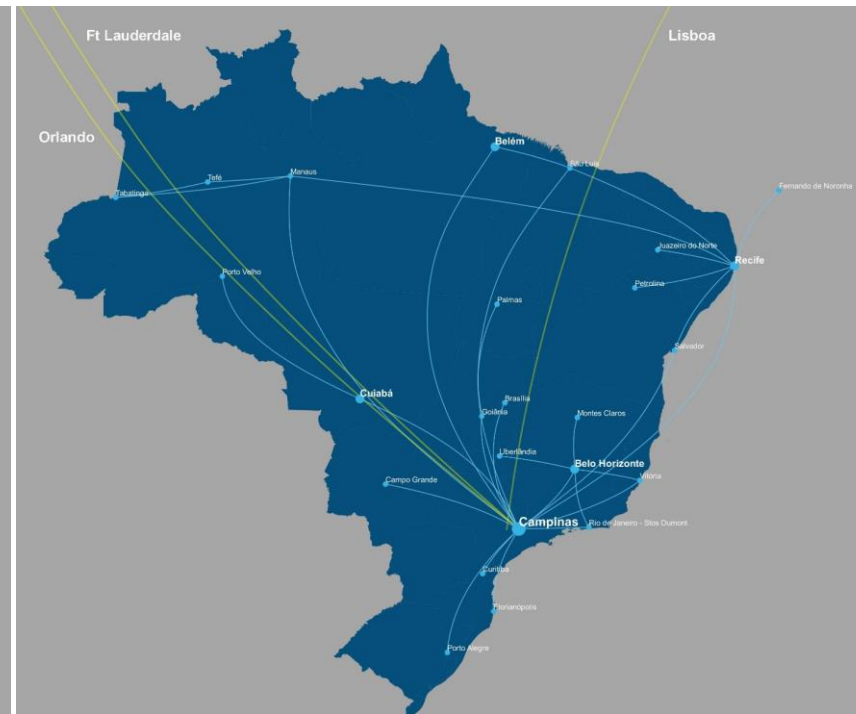 Ft Lauderdale
Lisboa
Orlando
Belém
São Luis
Manaus
Tefé
Tabatinga
Fernando de Noronha
Juazeiro do Norte
Recife
Porto Velho
Petrolina
Palmas
Salvador
Cuiabá
Brasília
Goiânia
Montes Claros
Uberlândia
Belo Horizonte
Vitória
Campo Grande
Campinas
Rio de Janeiro - Stos Dumont
Curitiba
Florianópolis
Porto Alegre